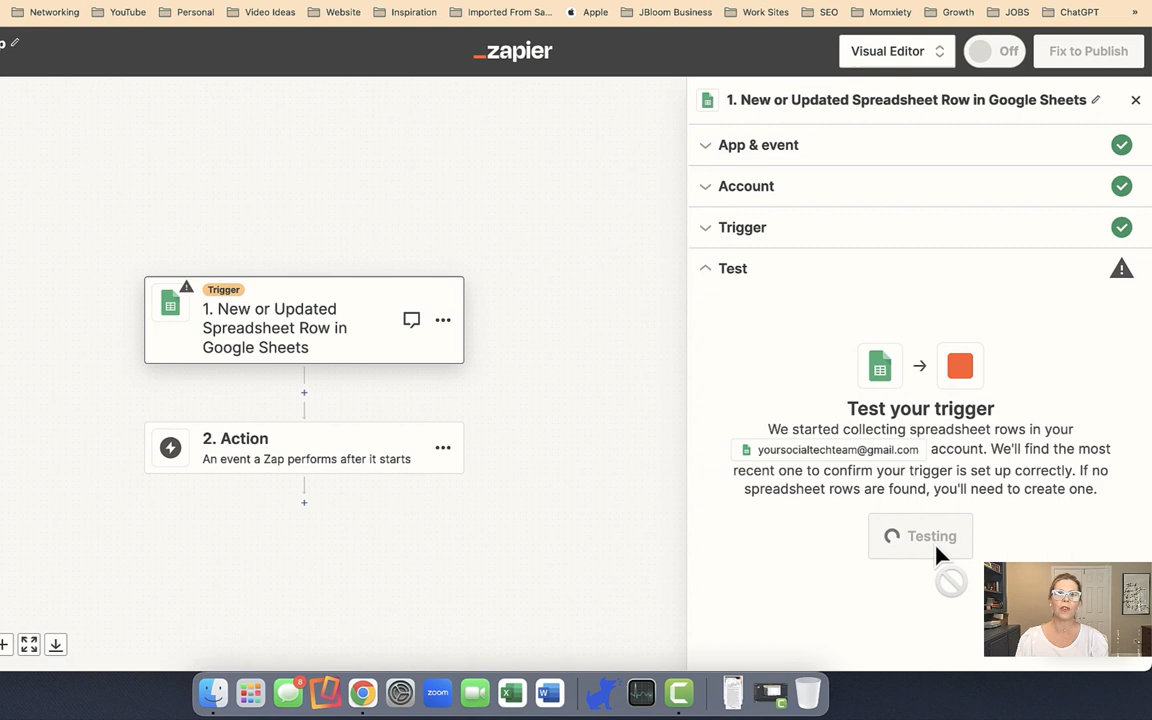 Networking YouTube Personal Video Ideas Website Inspiration Imported From Sa... Apple JBloom Business Work Sites SEO Momxiety Growth JOBS ChatGPT »
p
_zapier
Visual Editor
Off
Fix to Publish
1. New or Updated Spreadsheet Row in Google Sheets
App & event
Account
Trigger
Test
Trigger
1. New or Updated
Spreadsheet Row in
Google Sheets
2. Action
An event a Zap performs after it starts
Test your trigger
We started collecting spreadsheet rows in your
yoursocialtechteam@gmail.com account. We'll find the most
recent one to confirm your trigger is set up correctly. If no
spreadsheet rows are found, you'll need to create one.
Testing
8
zoom